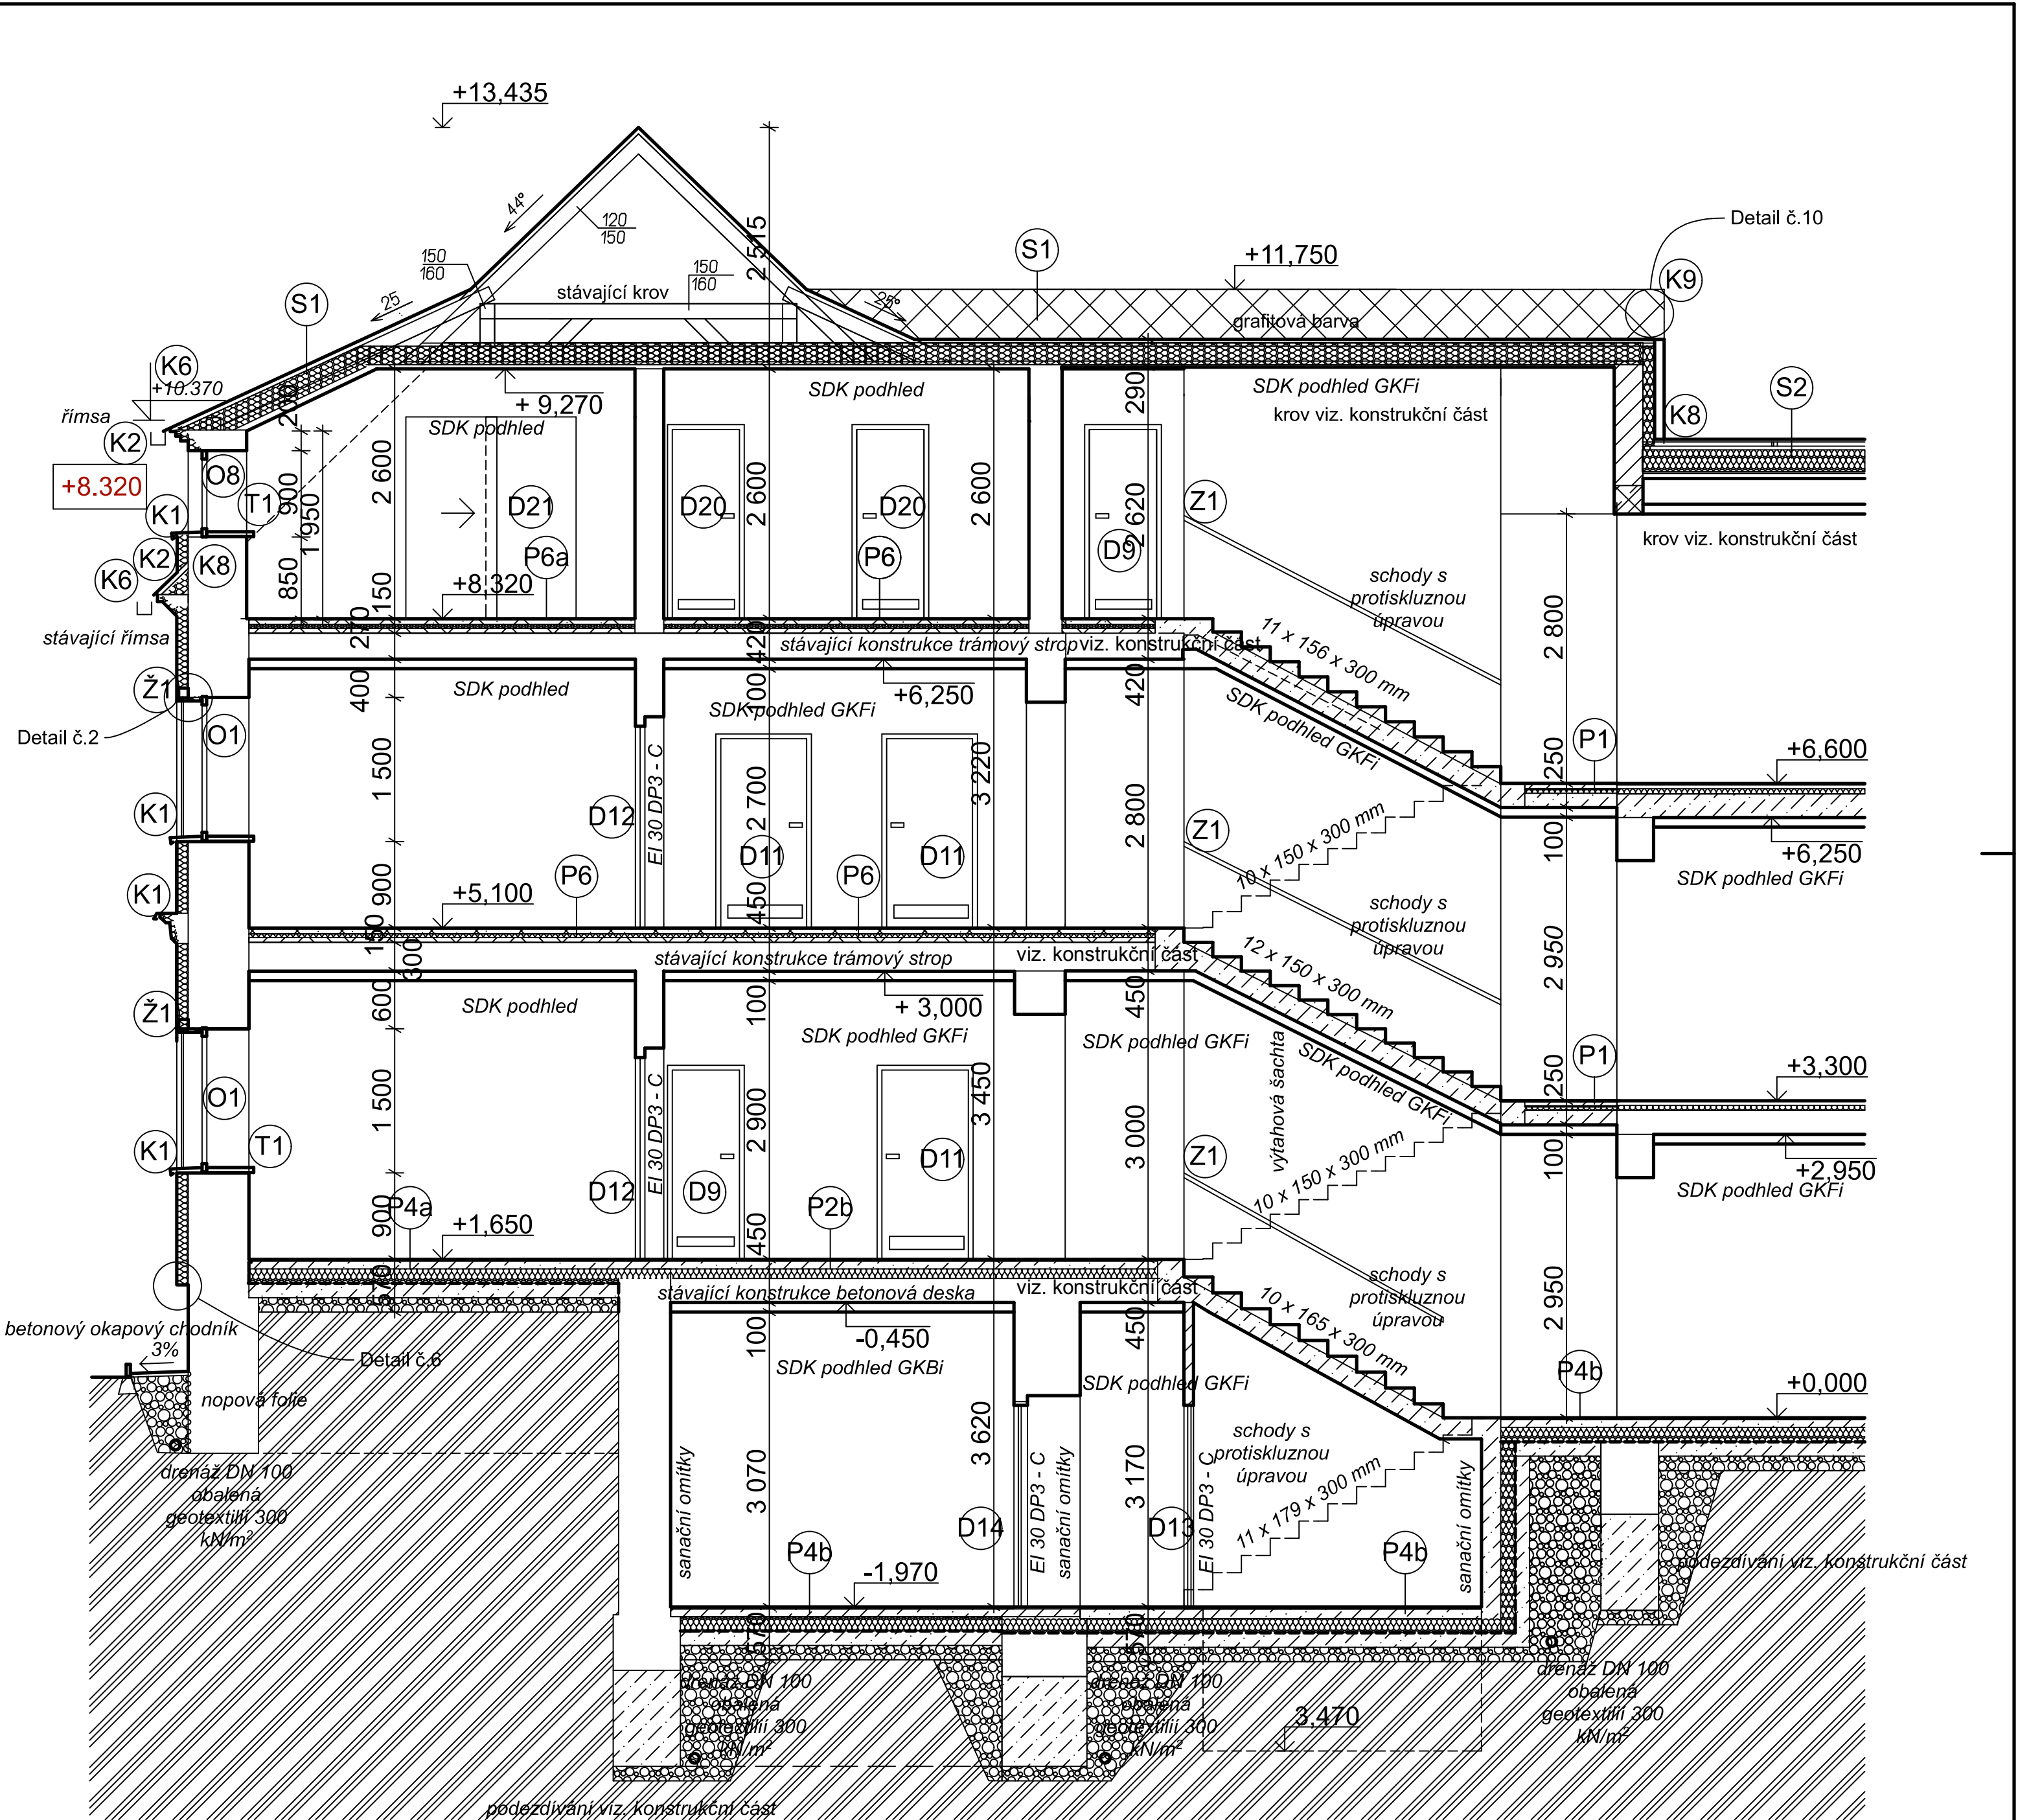 +13,435
44°
120
150
2 515
Detail č.10
S1
+11,750
K9
150
160
150
160
stávající krov
25
25°
S1
grafitová barva
K6
+10.370
římsa
200
+ 9,270
SDK podhled
SDK podhled
290
SDK podhled GKFi
krov viz. konstrukční část
S2
K8
K2
+8.320
O8
T1
K1
900
1 950
2 600
D21
D20
2 600
D20
2 600
2 620
D9
Z1
krov viz. konstrukční část
K2
K8
K6
850
150
P6a
+8,320
P6
schody s
protiskluznou
úpravou
2 800
stávající římsa
270
420
stávající konstrukce trámový strop
viz. konstrukční část
11 x 156 x 300 mm
Ž1
400
SDK podhled
100
SDK podhled GKFi
+6,250
420
SDK podhled GKFi
Detail č.2
O1
1 500
EI 30 DP3 - C
D12
2 700
D11
D11
3 220
2 800
Z1
P1
250
+6,600
K1
10 x 150 x 300 mm
100
+6,250
SDK podhled GKFi
K1
900
+5,100
P6
450
P6
schody s
protiskluznou
úpravou
2 950
150
300
stávající konstrukce trámový strop
viz. konstrukční část
12 x 150 x 300 mm
Ž1
600
SDK podhled
100
+ 3,000
SDK podhled GKFi
450
SDK podhled GKFi
výtahová šachta
SDK podhled GKFi
P1
250
+3,300
O1
1 500
T1
K1
EI 30 DP3 - C
D12
D9
2 900
D11
3 450
3 000
Z1
10 x 150 x 300 mm
100
+2,950
SDK podhled GKFi
900
P4a
+1,650
450
P2b
570
stávající konstrukce betonová deska
viz. konstrukční část
10 x 165 x 300 mm
schody s
protiskluznou
úpravou
2 950
betonový okapový chodník
3%
Detail č.6
nopová folie
100
-0,450
SDK podhled GKBi
450
SDK podhled GKFi
P4b
+0,000
drenáž DN 100
obalená
geotextilií 300
kN/m²
sanační omítky
3 070
3 620
D14
EI 30 DP3 - C
sanační omítky
3 170
D13
EI 30 DP3 - C
schody s
protiskluznou
úpravou
11 x 179 x 300 mm
P4b
-1,970
P4b
sanační omítky
podezdívání viz. konstrukční část
570
570
drenáž DN 100
obalená
geotextilií 300
kN/m²
drenáž DN 100
obalená
geotextilií 300
kN/m²
3,470
drenáž DN 100
obalená
geotextilií 300
kN/m²
podezdívání viz. konstrukční část